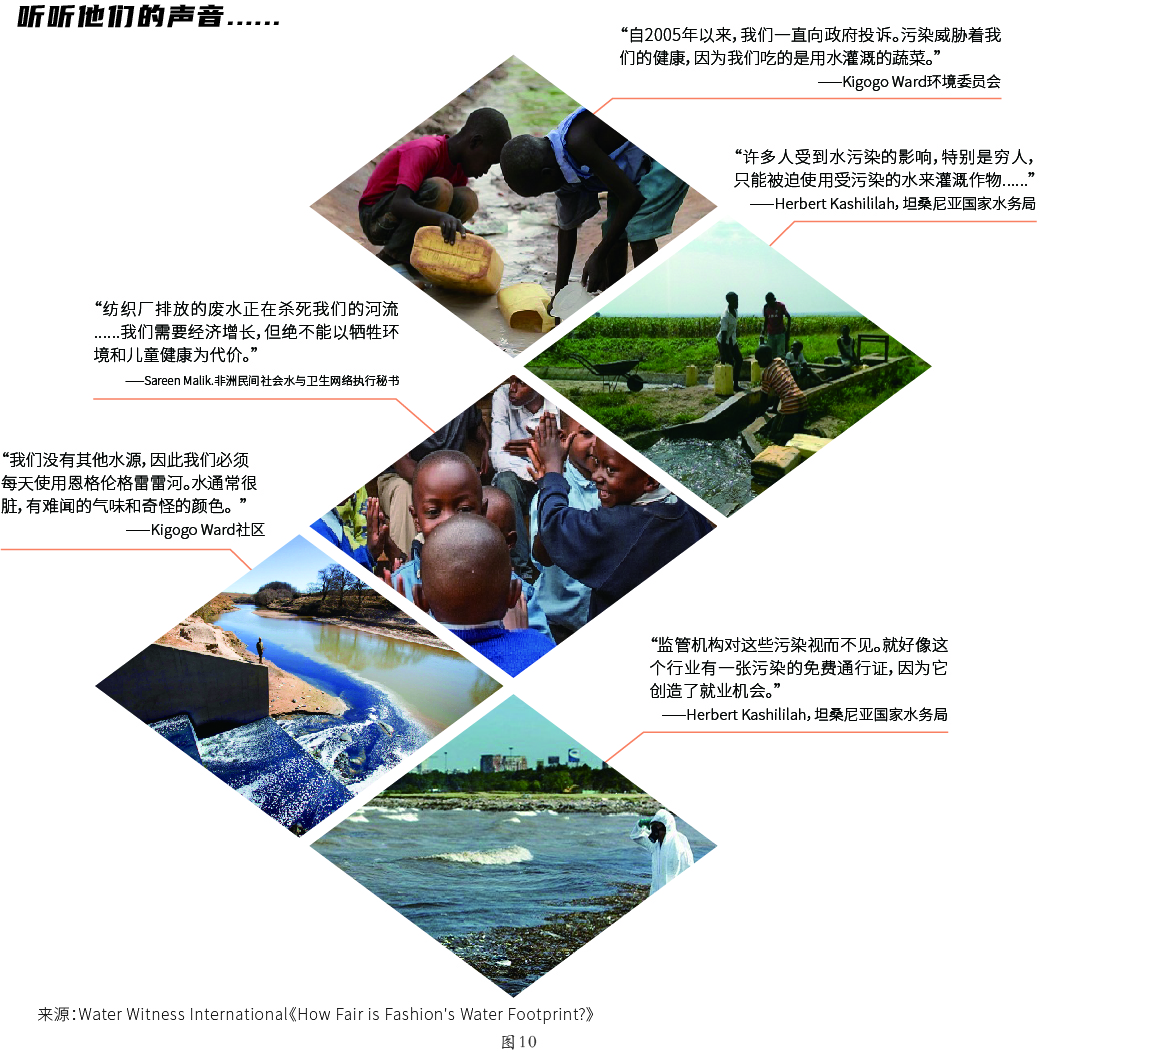 听听他们的声音......
“自2005年以来，我们一直向政府投诉。污染威胁着我
们的健康，因为我们吃的是用水灌溉的蔬菜。”
——Kigogo Ward环境委员会
“许多人受到水污染的影响，特别是穷人，
只能被迫使用受污染的水来灌溉作物......”
——Herbert Kashililah，坦桑尼亚国家水务局
“纺织厂排放的废水正在杀死我们的河流
......我们需要经济增长，但绝不能以牺牲环
境和儿童健康为代价。”
——Sareen Malik.非洲民间社会水与卫生网络执行秘书
“我们没有其他水源，因此我们必须
每天使用恩格伦格雷雷河。水通常很
脏，有难闻的气味和奇怪的颜色。”
——Kigogo Ward社区
“监管机构对这些污染视而不见。就好像这
个行业有一张污染的免费通行证，因为它
创造了就业机会。”
——Herbert Kashililah，坦桑尼亚国家水务局
来源：Water Witness International《How Fair is Fashion's Water Footprint?》
图10